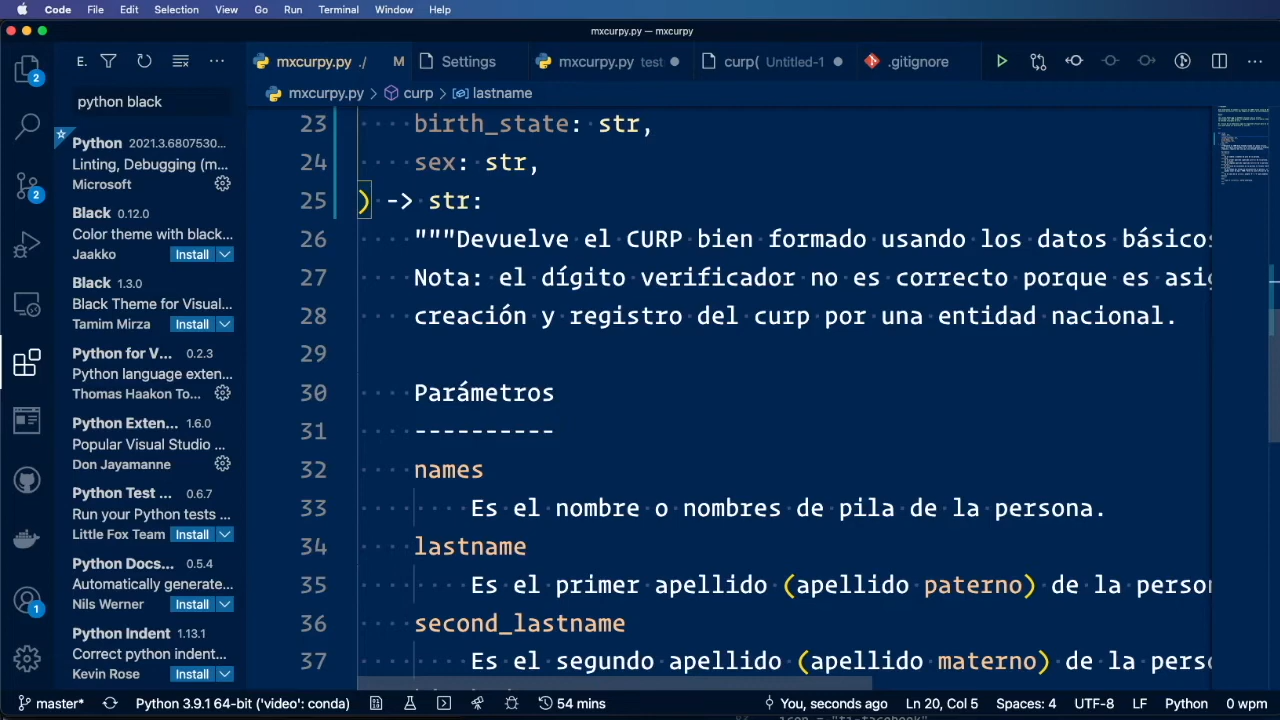 Code File Edit Selection View Go Run Terminal Window Help
mxcurpy.py — mxcurpy
E.
mxcurpy.py ./ M
Settings
mxcurpy.py test
curp( Untitled-1
.gitignore
2
python black
mxcurpy.py > curp > lastname
Python 2021.3.6807530...
Linting, Debugging (m...
Microsoft
Black 0.12.0
Color theme with black...
Jaakko Install
Black 1.3.0
Black Theme for Visual...
Tamim Mirza Install
Python for V... 0.2.3
Python language exten...
Thomas Haakon To...
Python Exten... 1.6.0
Popular Visual Studio ...
Don Jayamanne
Python Test ... 0.6.7
Run your Python tests ...
Little Fox Team Install
Python Docs... 0.5.4
Automatically generate...
Nils Werner Install
Python Indent 1.13.1
Correct python indent...
Kevin Rose Install
2
1
23 birth_state: str,
24 sex: str,
25 ) -> str:
26 """Devuelve el CURP bien formado usando los datos básicos
27 Nota: el dígito verificador no es correcto porque es asig
28 creación y registro del curp por una entidad nacional.
29
30 Parámetros
31 ----------
32 names
33 Es el nombre o nombres de pila de la persona.
34 lastname
35 Es el primer apellido (apellido paterno) de la person
36 second_lastname
37 Es el segundo apellido (apellido materno) de la perso
master* Python 3.9.1 64-bit ('video': conda) 54 mins You, seconds ago Ln 20, Col 5 Spaces: 4 UTF-8 LF Python 0 wpm